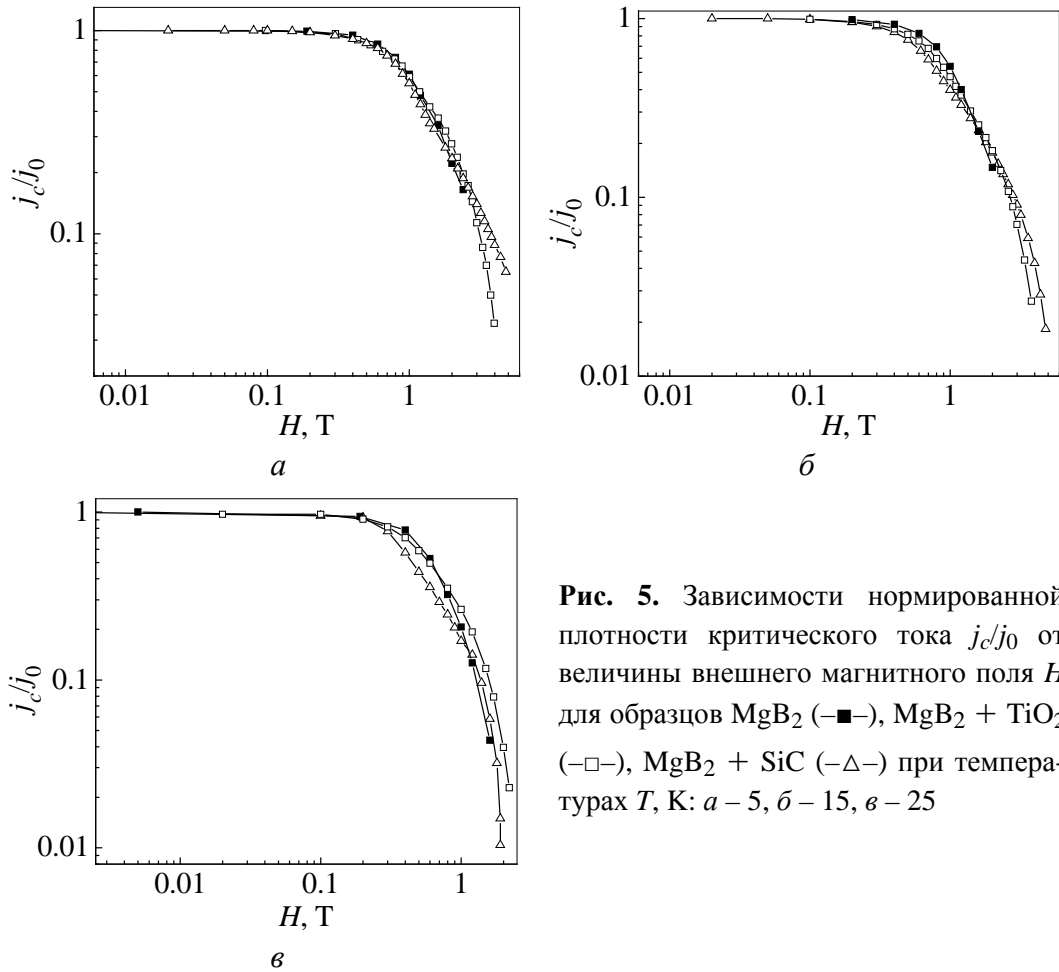 1
0.1
j_c/j_0
0.01 0.1 1
H, T
а
1
0.1
0.01
j_c/j_0
0.01 0.1 1
H, T
б
1
0.1
0.01
j_c/j_0
0.01 0.1 1
H, T
в
Рис. 5. Зависимости нормированной
плотности критического тока j_c/j_0 от
величины внешнего магнитного поля H
для образцов MgB₂ (–■–), MgB₂ + TiO₂
(–□–), MgB₂ + SiC (–△–) при темпера-
турах T, K: а – 5, б – 15, в – 25